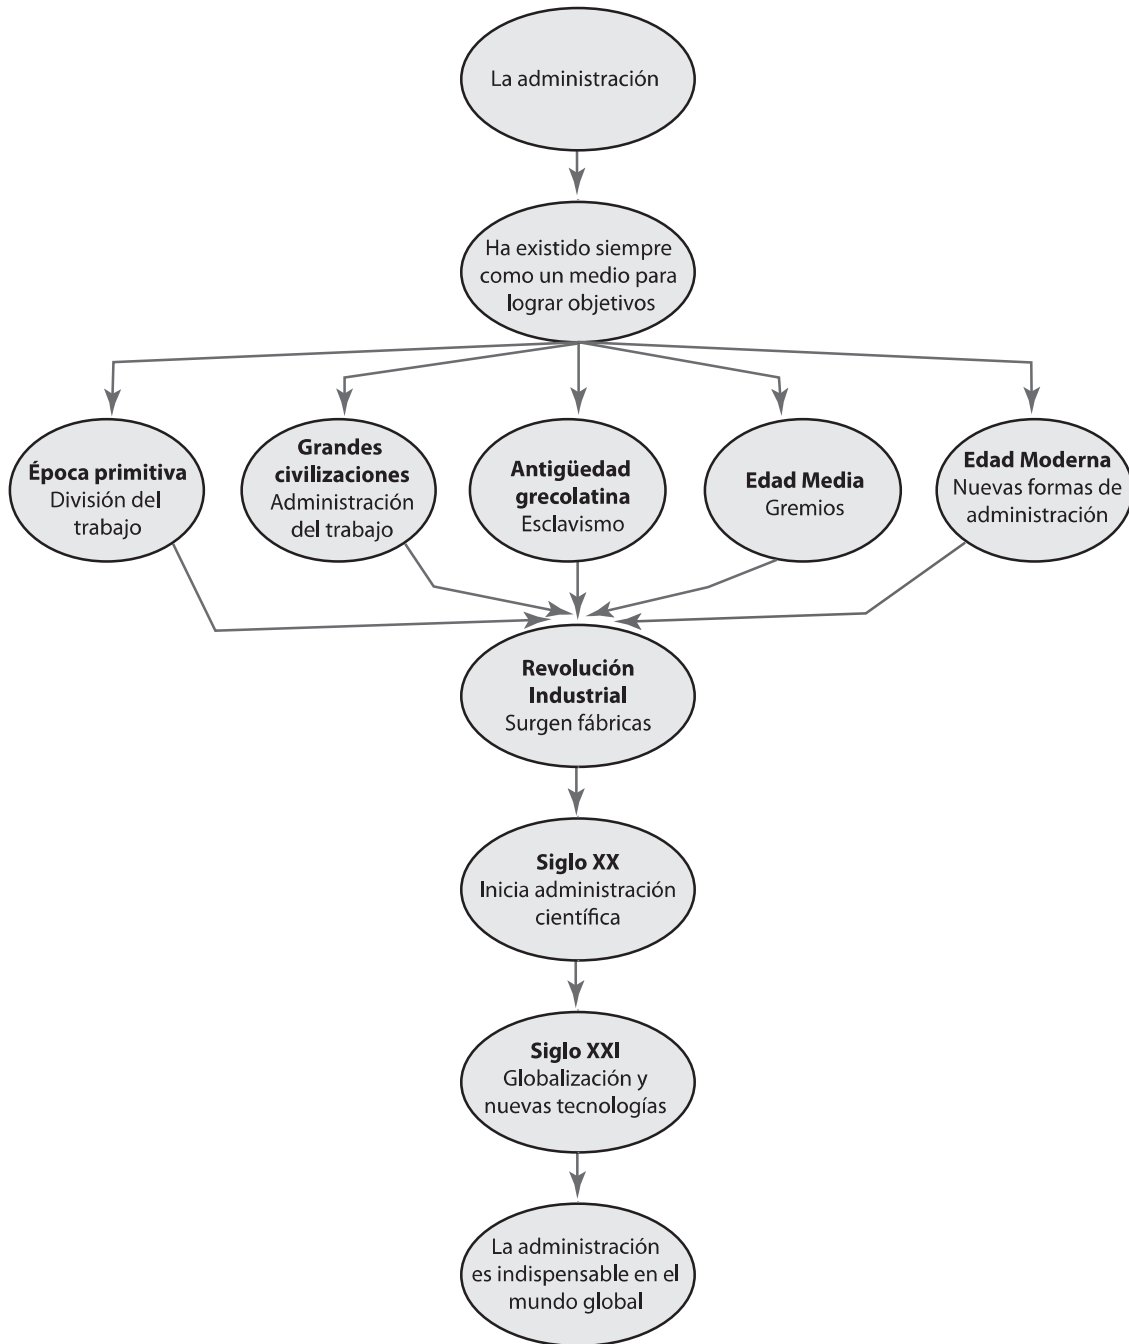 La administración
Ha existido siempre
como un medio para
lograr objetivos
Época primitiva
División del
trabajo
Grandes
civilizaciones
Administración
del trabajo
Antigüedad
grecolatina
Esclavismo
Edad Media
Gremios
Edad Moderna
Nuevas formas de
administración
Revolución
Industrial
Surgen fábricas
Siglo XX
Inicia administración
científica
Siglo XXI
Globalización y
nuevas tecnologías
La administración
es indispensable en el
mundo global